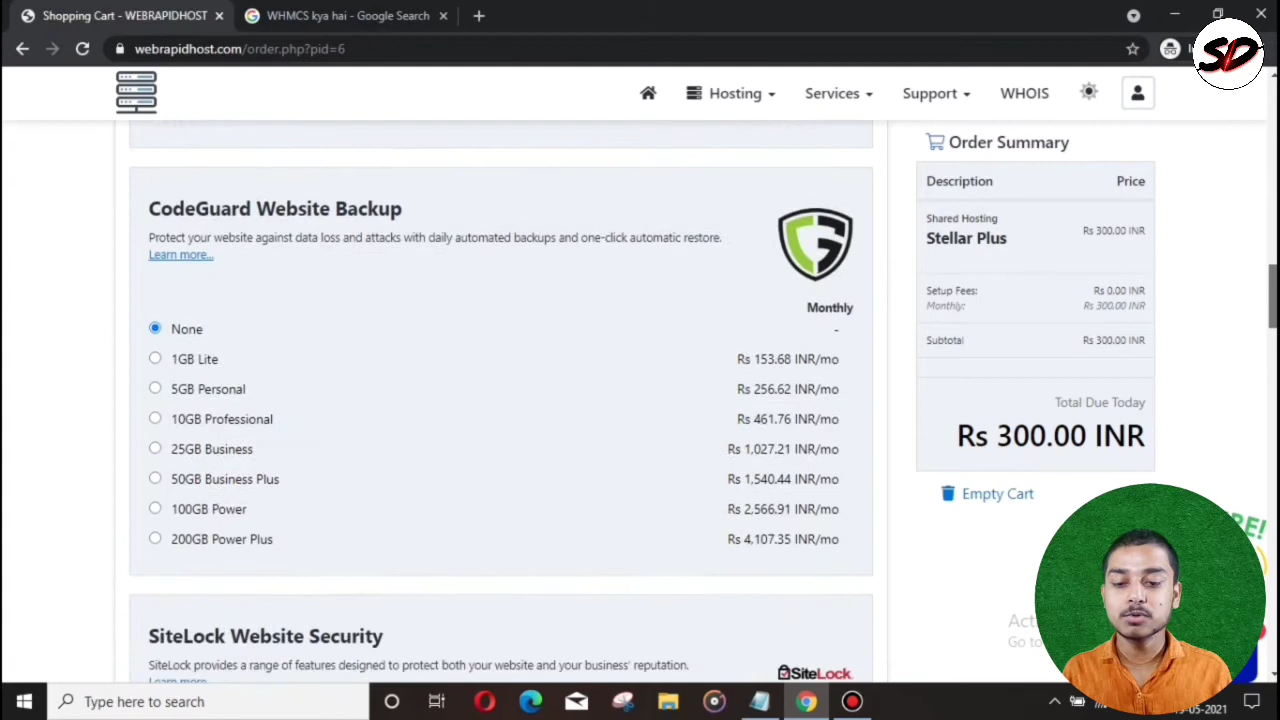 Shopping Cart - WEBRAPIDHOST
WHMCS kya hai - Google Search
webrapidhost.com/order.php?pid=6
SD
Hosting
Services
Support
WHOIS
Order Summary
Description Price
Shared Hosting
Stellar Plus
Rs 300.00 INR
Setup Fees: Rs 0.00 INR
Monthly: Rs 300.00 INR
Subtotal Rs 300.00 INR
Total Due Today
Rs 300.00 INR
Empty Cart
CodeGuard Website Backup
Protect your website against data loss and attacks with daily automated backups and one-click automatic restore.
Learn more...
Monthly
None -
1GB Lite Rs 153.68 INR/mo
5GB Personal Rs 256.62 INR/mo
10GB Professional Rs 461.76 INR/mo
25GB Business Rs 1,027.21 INR/mo
50GB Business Plus Rs 1,540.44 INR/mo
100GB Power Rs 2,566.91 INR/mo
200GB Power Plus Rs 4,107.35 INR/mo
SiteLock Website Security
SiteLock provides a range of features designed to protect both your website and your business' reputation.
Learn more...
SiteLock
Go to
Type here to search